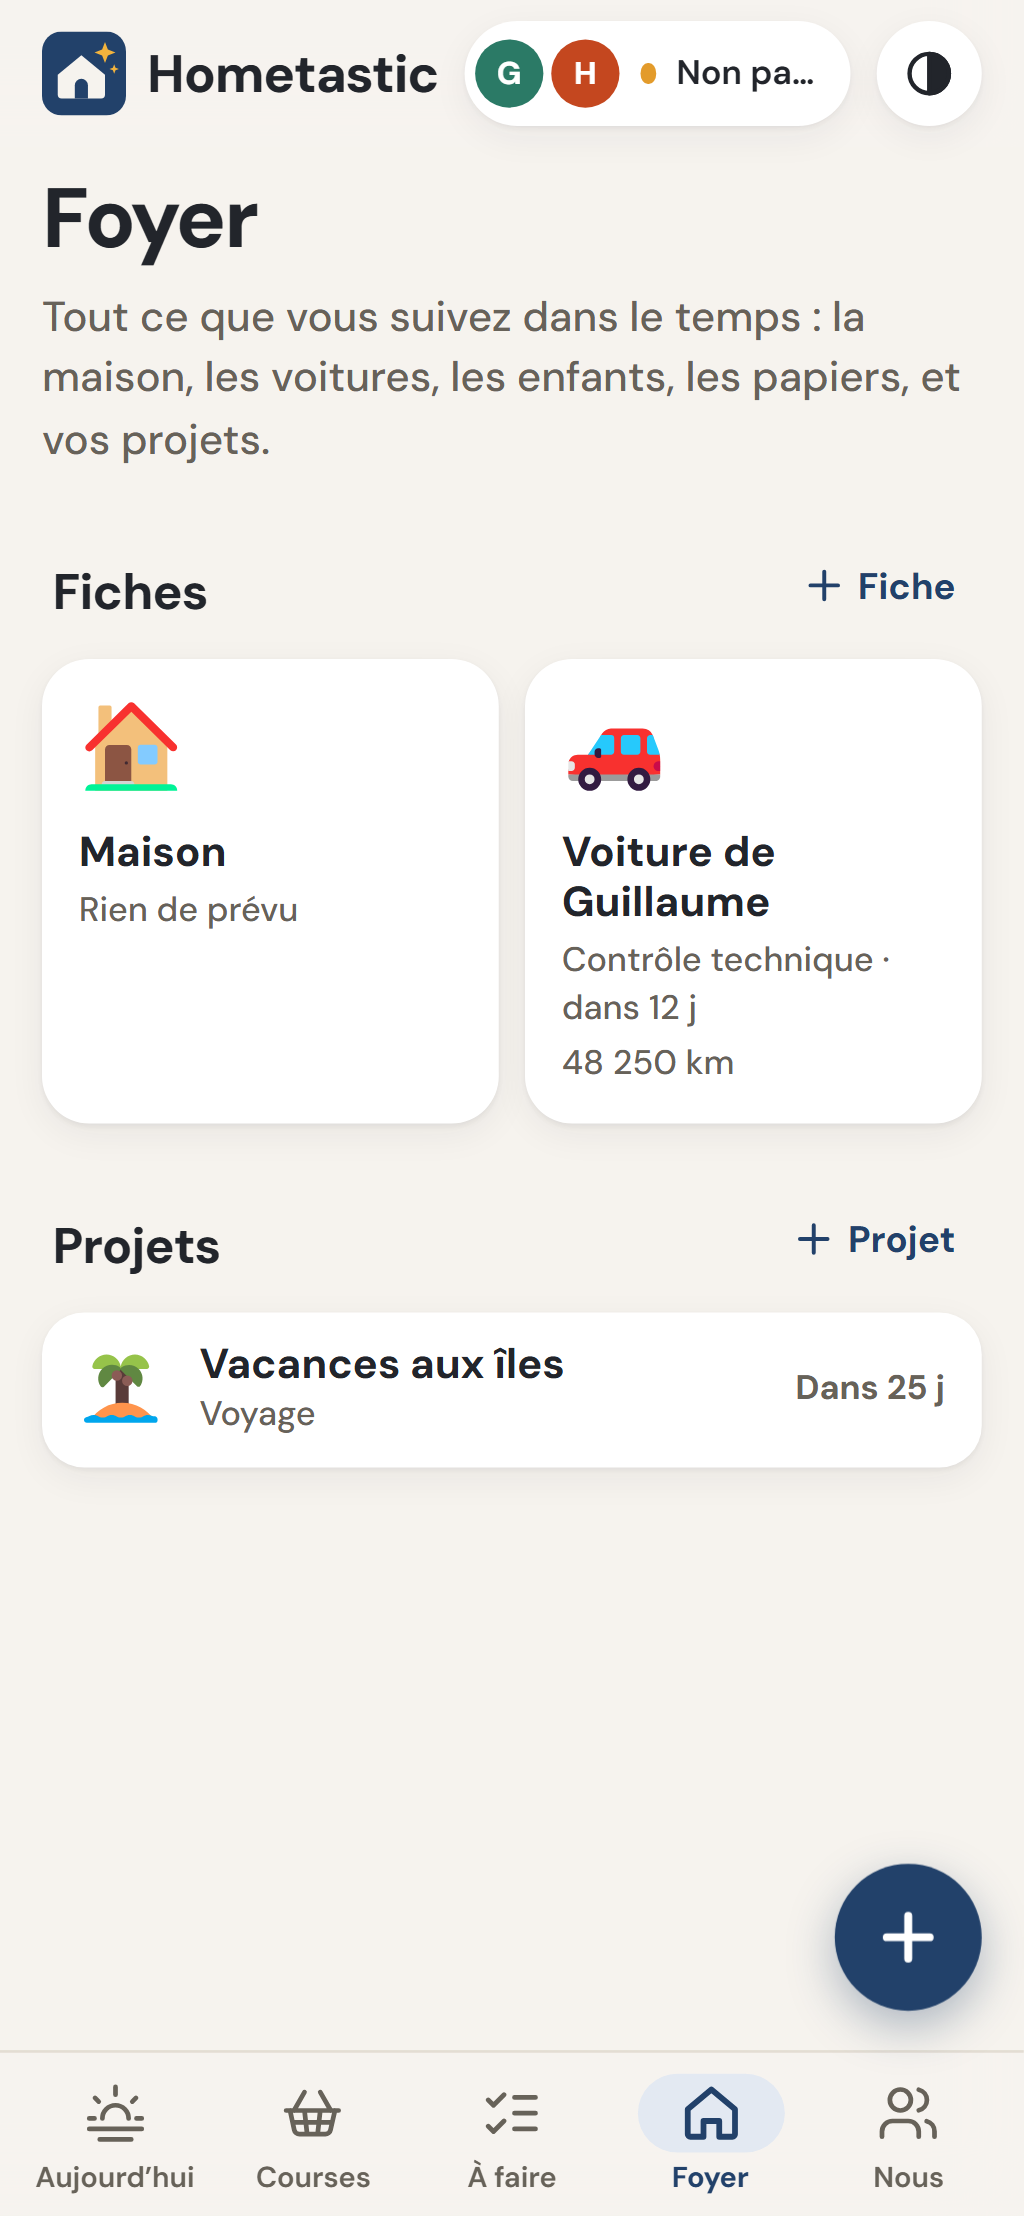 Hometastic
G H Non pa...
Foyer
Tout ce que vous suivez dans le temps : la
maison, les voitures, les enfants, les papiers, et
vos projets.
Fiches
+ Fiche
Maison
Rien de prévu
Voiture de
Guillaume
Contrôle technique ·
dans 12 j
48 250 km
Projets
+ Projet
Vacances aux îles
Voyage
Dans 25 j
Aujourd’hui
Courses
À faire
Foyer
Nous